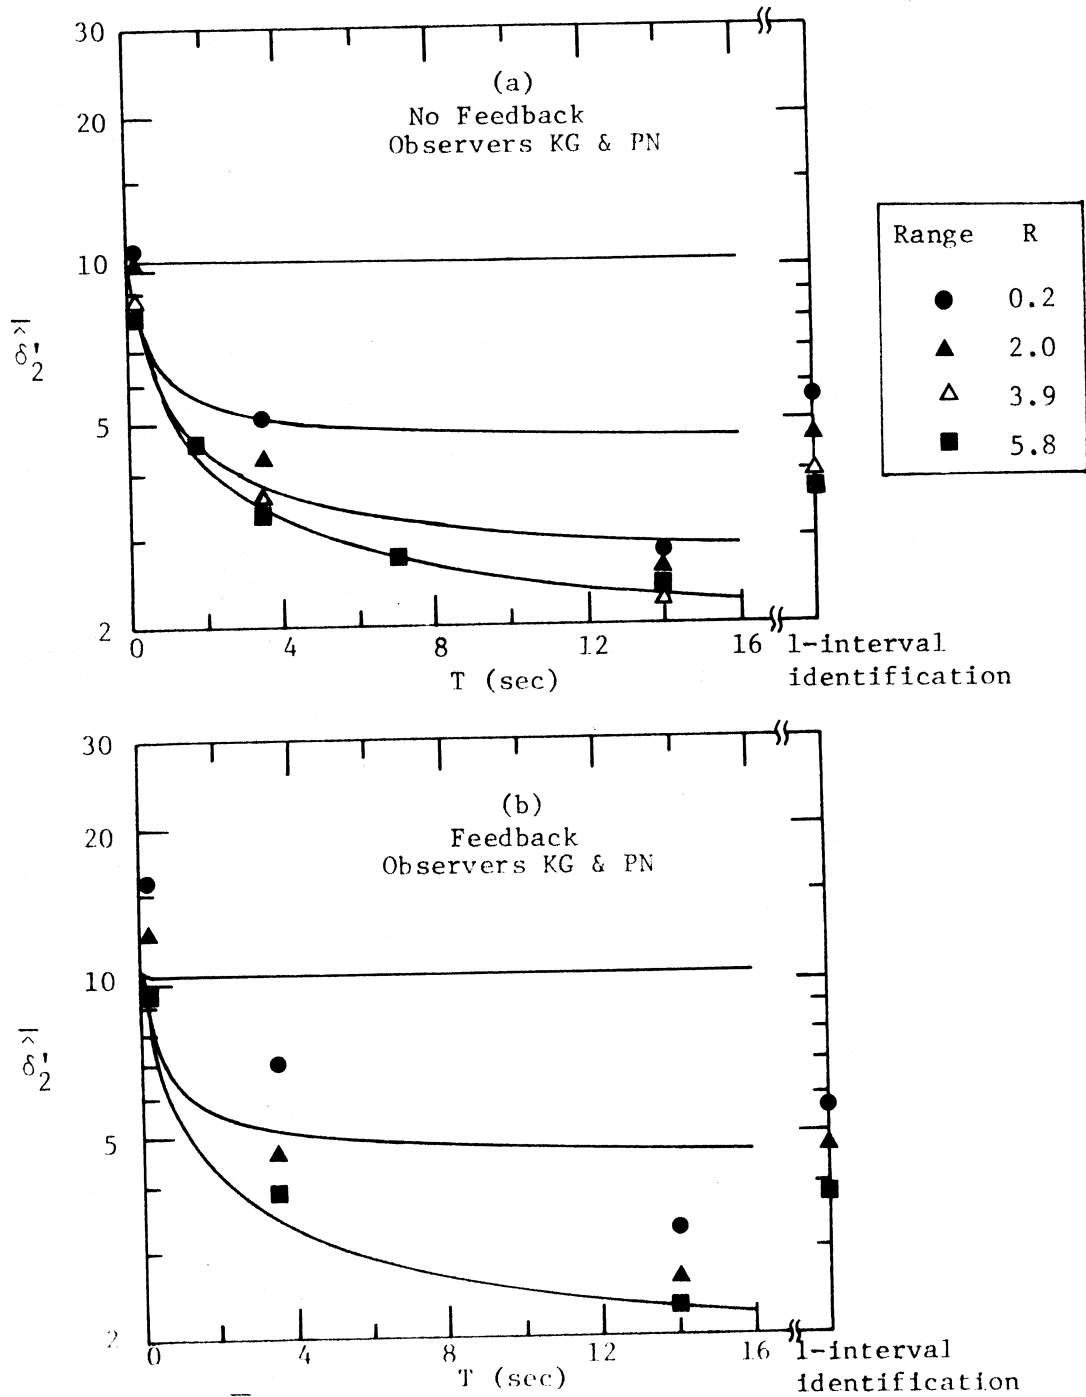 30
(a)
No Feedback
Observers KG & PN
20
10
5
2
δ̂'₂
0 4 8 12 16 1-interval
identification
T (sec)
Range R
● 0.2
▲ 2.0
△ 3.9
■ 5.8
30
(b)
Feedback
Observers KG & PN
20
10
5
2
δ̂'₂
0 4 8 12 16 1-interval
identification
T (sec)